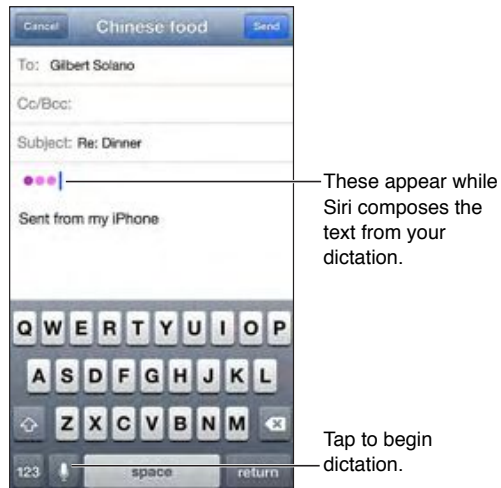 Cancel Chinese food Send
To: Gilbert Solano
Cc/Bcc:
Subject: Re: Dinner
Sent from my iPhone
These appear while
Siri composes the
text from your
dictation.
Q W E R T Y U I O P
A S D F G H J K L
Z X C V B N M
123 space return
Tap to begin
dictation.